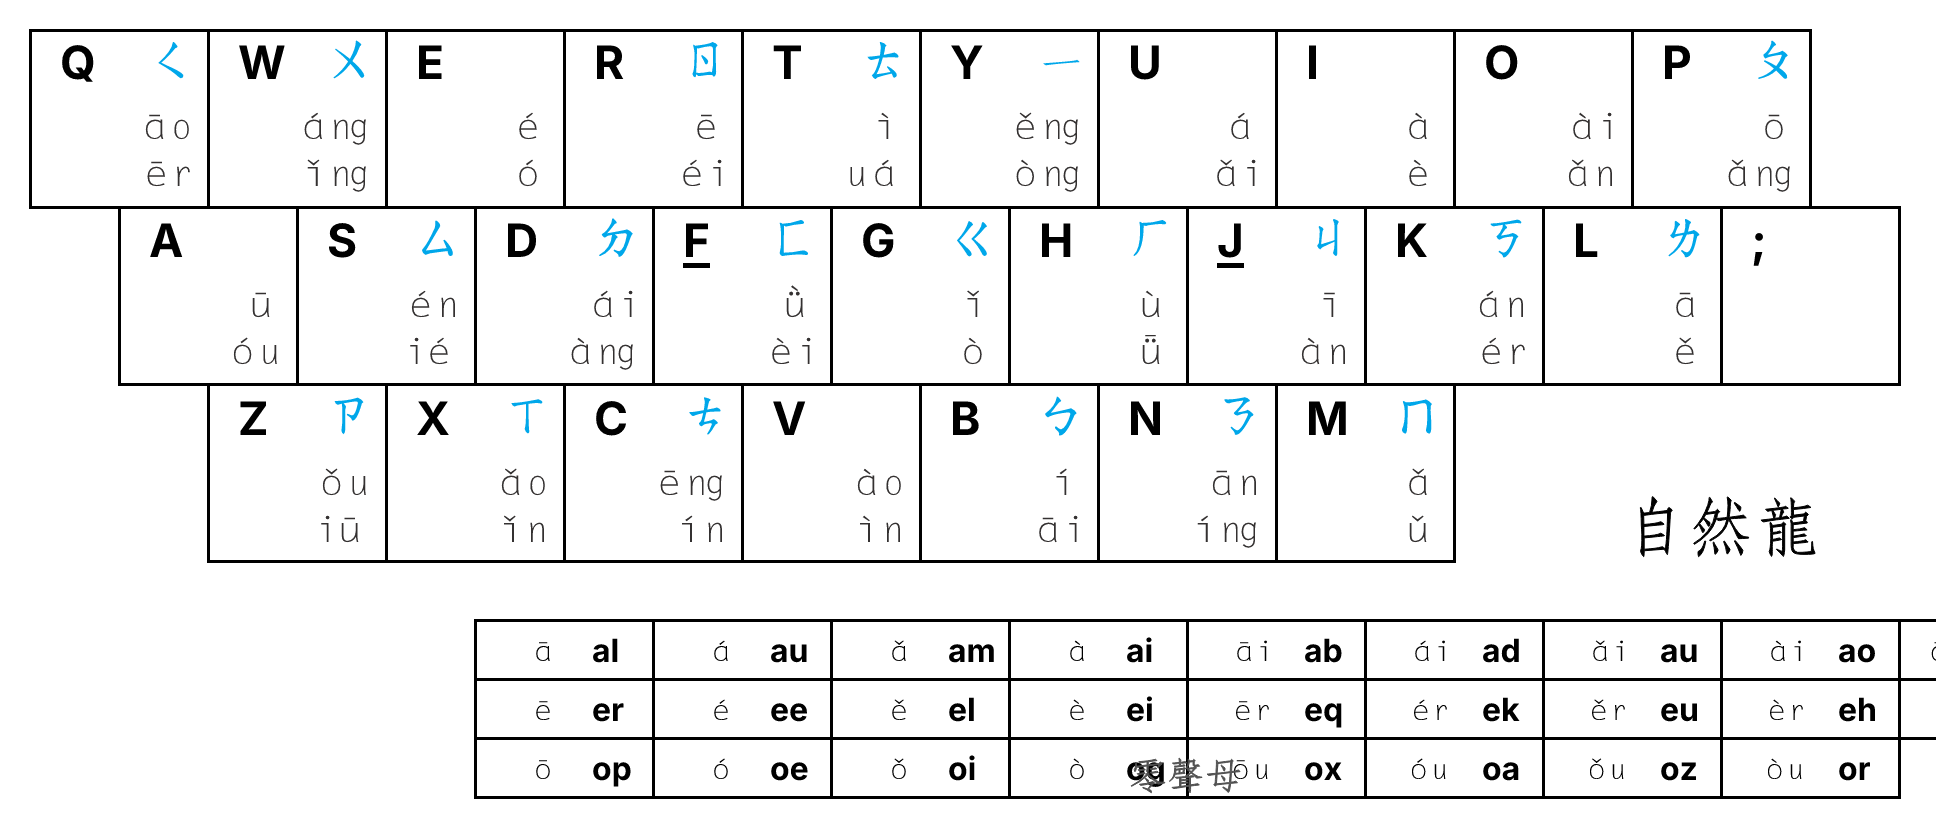 Q ㄑ W ㄨ E R ㄖ T ㄊ Y ㄧ U I O P ㄆ
āo áng é ē ì ěng á à ài ō
ēr ǐng ó éi uá òng ǎi è ǎn ǎng
A S ㄙ D ㄉ F ㄈ G ㄍ H ㄏ J ㄐ K ㄎ L ㄌ ;
ū én ái ǜ ǐ ù ī án ā
óu ié àng èi ò ǖ àn ér ě
Z ㄗ X ㄒ C ㄘ V B ㄅ N ㄋ M ㄇ
ǒu ǎo ēng ào í ān ǎ
iū ǐn ín ìn āi íng ǔ
自然龍
ā al á au ǎ am à ai āi ab ái ad ǎi au ài ao
ē er é ee ě el è ei ēr eq ér ek ěr eu èr eh
ō op ó oe ǒ oi ò og ōu ox óu oa ǒu oz òu or
零聲母